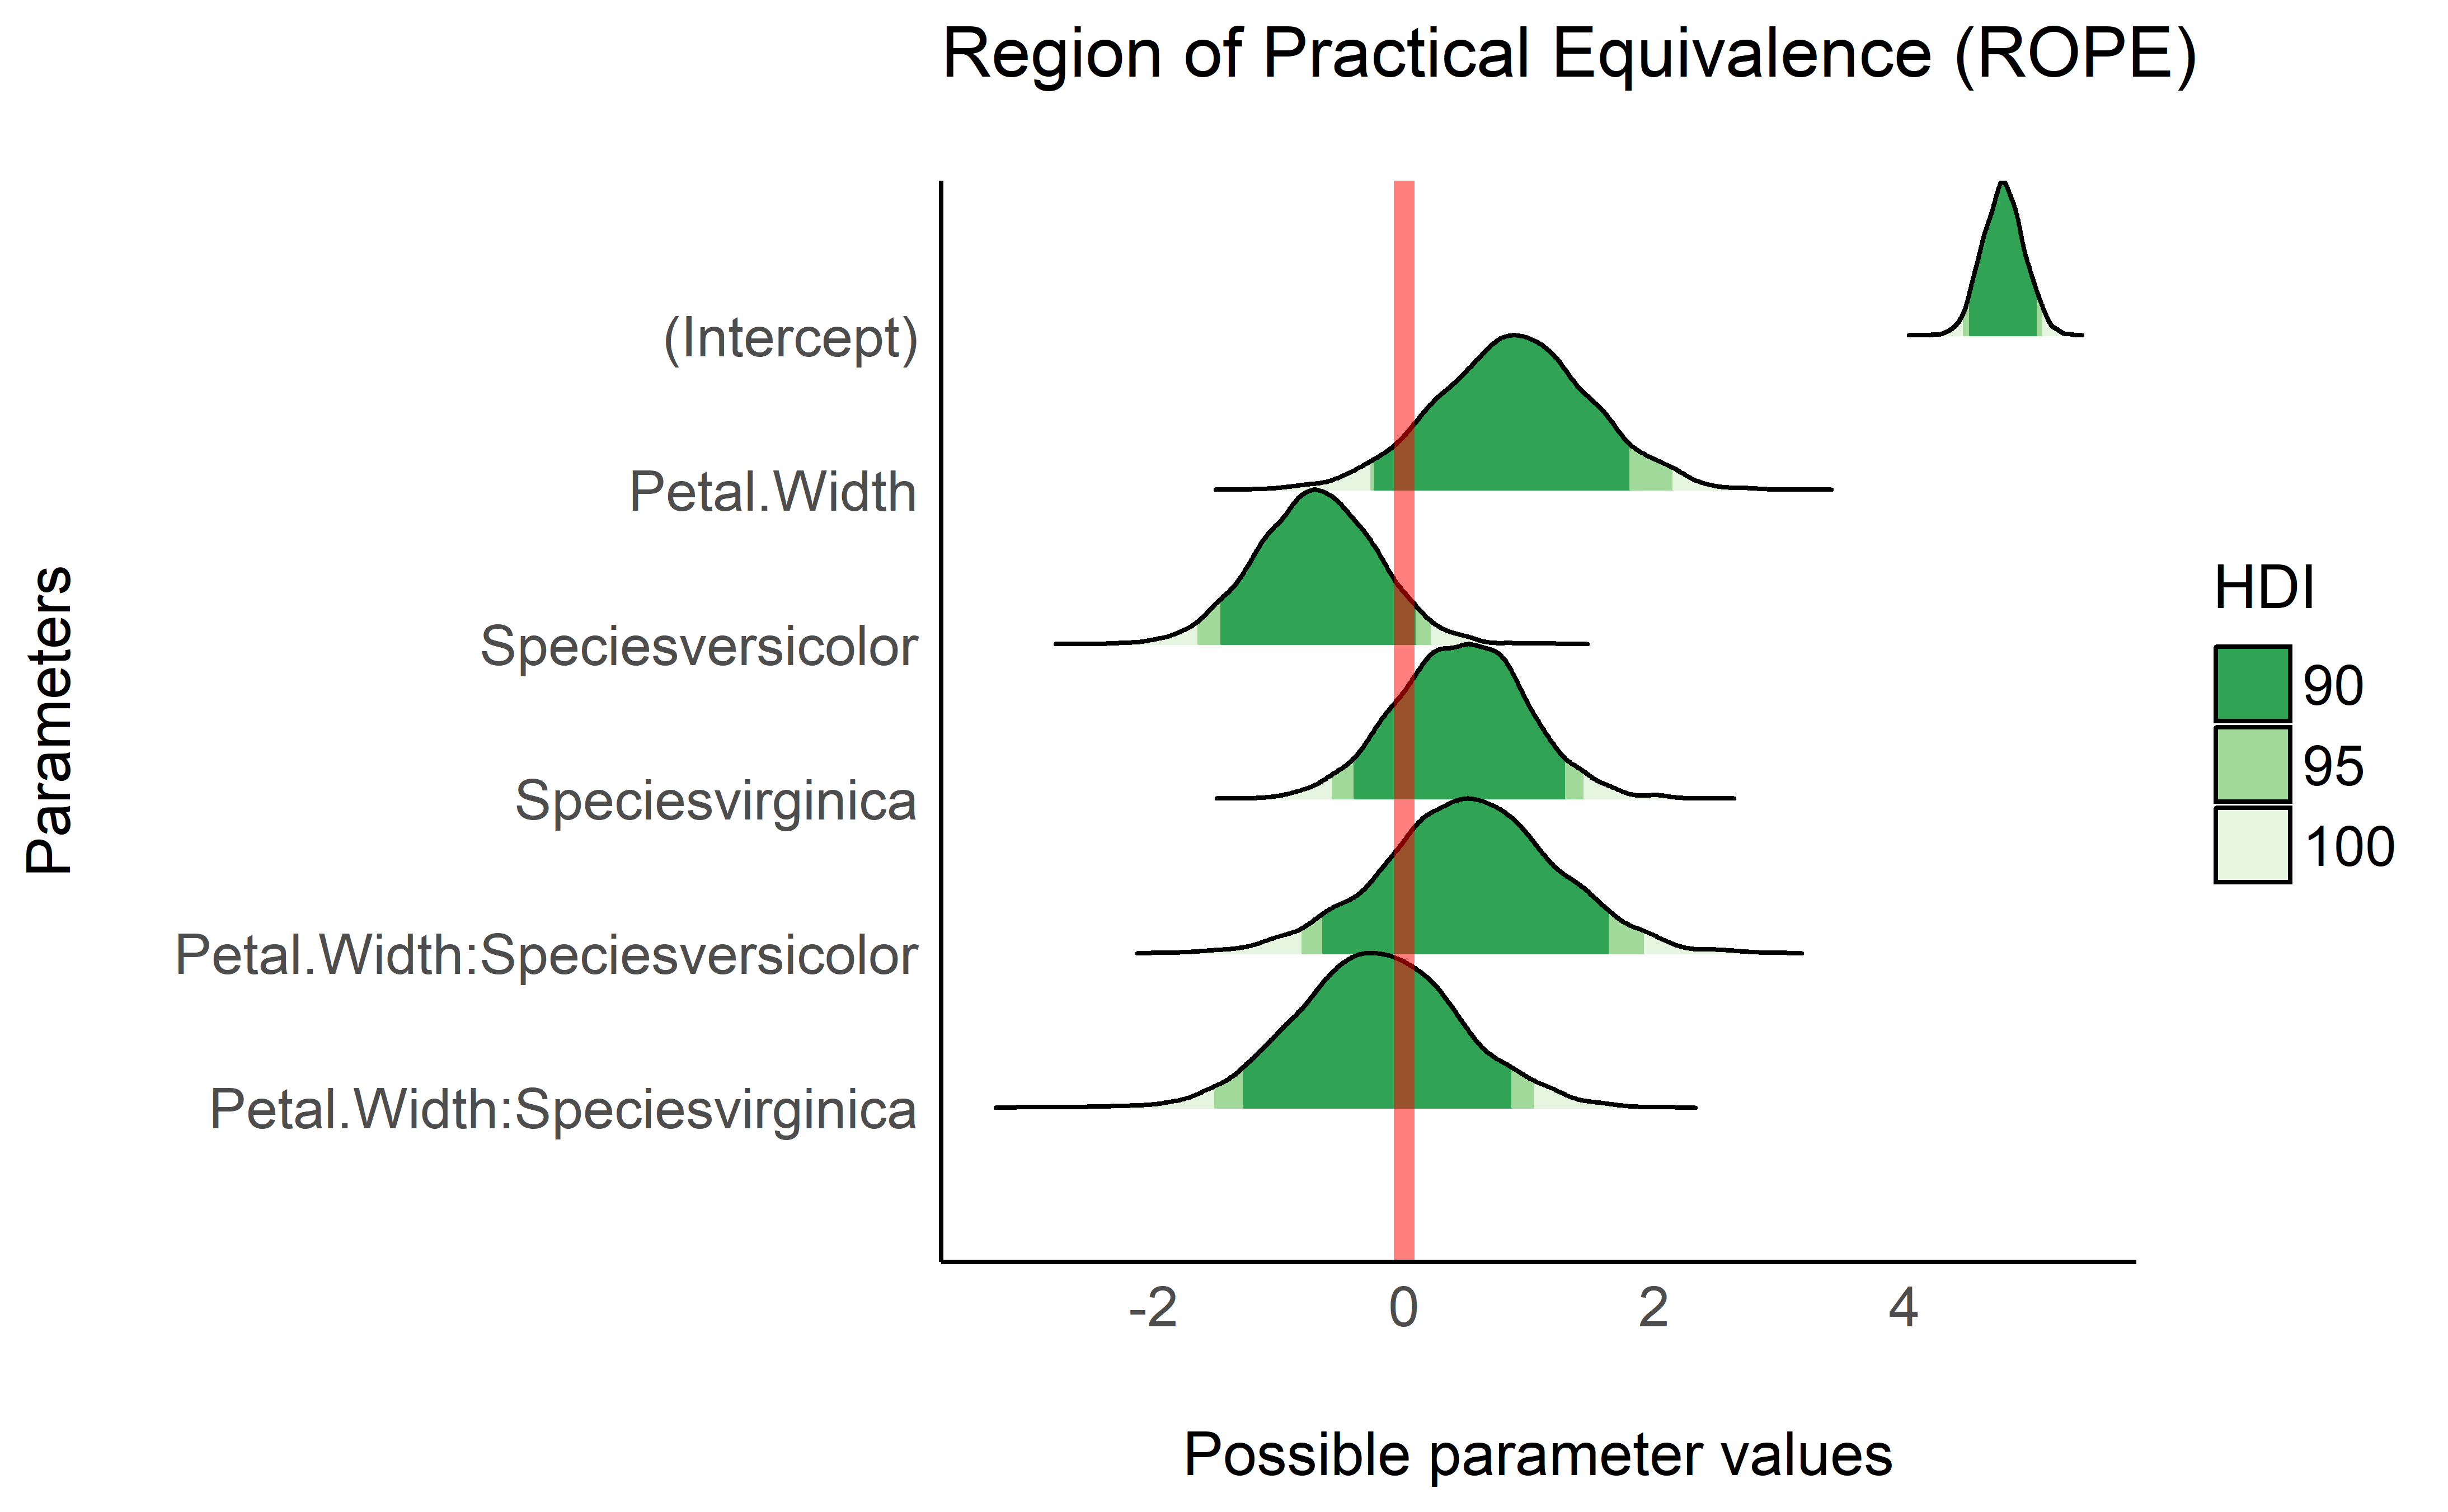 Region of Practical Equivalence (ROPE)
Parameters
(Intercept)
Petal.Width
Speciesversicolor
Speciesvirginica
Petal.Width:Speciesversicolor
Petal.Width:Speciesvirginica
-2 0 2 4
Possible parameter values
HDI
90
95
100